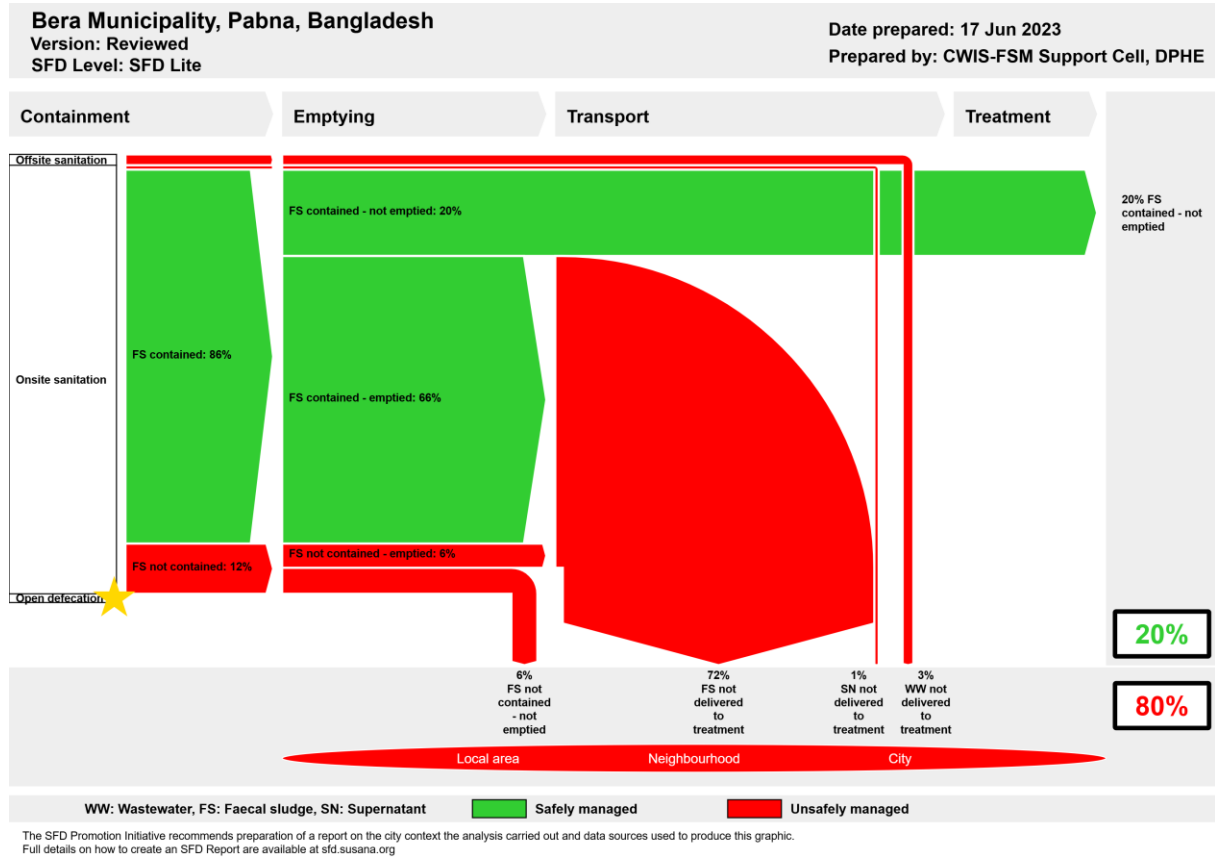 Bera Municipality, Pabna, Bangladesh
Version: Reviewed
SFD Level: SFD Lite
Date prepared: 17 Jun 2023
Prepared by: CWIS-FSM Support Cell, DPHE
Containment
Emptying
Transport
Treatment
Offsite sanitation
FS contained - not emptied: 20%
20% FS
contained - not
emptied
FS contained: 86%
Onsite sanitation
FS contained - emptied: 66%
FS not contained - emptied: 6%
FS not contained: 12%
Open defecation
20%
6%
FS not
contained
- not
emptied
72%
FS not
delivered
to
treatment
1%
SN not
delivered
to
treatment
3%
WW not
delivered
to
treatment
80%
Local area
Neighbourhood
City
WW: Wastewater, FS: Faecal sludge, SN: Supernatant
Safely managed
Unsafely managed
The SFD Promotion Initiative recommends preparation of a report on the city context the analysis carried out and data sources used to produce this graphic.
Full details on how to create an SFD Report are available at sfd.susana.org